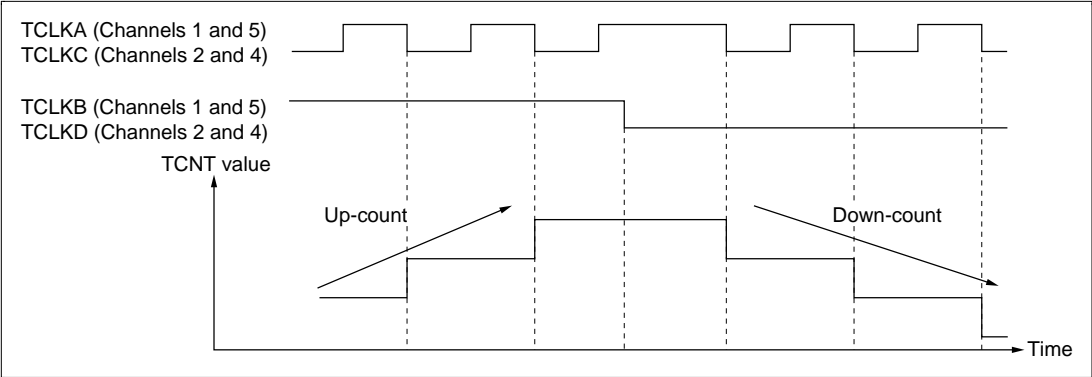 TCLKA (Channels 1 and 5)
TCLKC (Channels 2 and 4)
TCLKB (Channels 1 and 5)
TCLKD (Channels 2 and 4)
TCNT value
Up-count
Down-count
Time